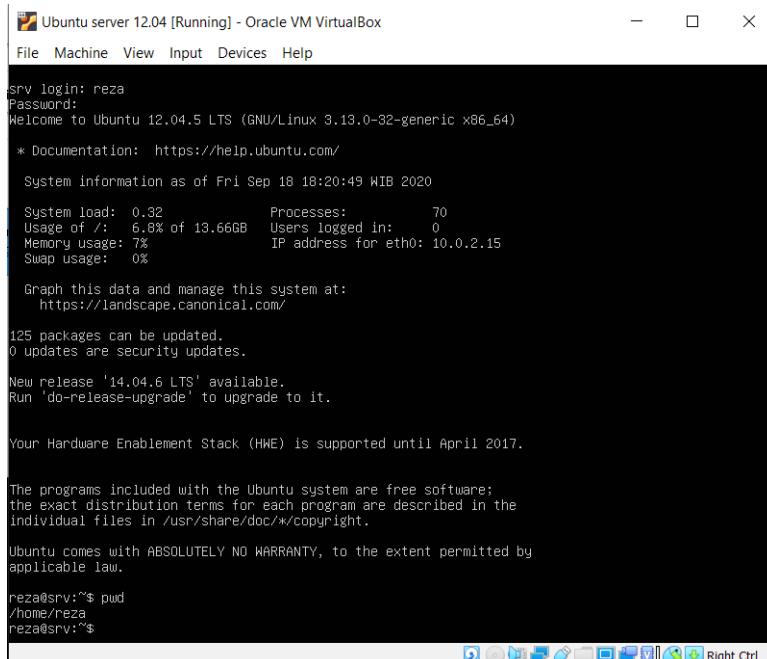 Ubuntu server 12.04 [Running] - Oracle VM VirtualBox
File Machine View Input Devices Help
srv login: reza
Password:
Welcome to Ubuntu 12.04.5 LTS (GNU/Linux 3.13.0-32-generic x86_64)
* Documentation: https://help.ubuntu.com/
System information as of Fri Sep 18 18:20:49 WIB 2020
System load: 0.32 Processes: 70
Usage of /: 6.8% of 13.66GB Users logged in: 0
Memory usage: 7% IP address for eth0: 10.0.2.15
Swap usage: 0%
Graph this data and manage this system at:
https://landscape.canonical.com/
125 packages can be updated.
0 updates are security updates.
New release '14.04.6 LTS' available.
Run 'do-release-upgrade' to upgrade to it.
Your Hardware Enablement Stack (HWE) is supported until April 2017.
The programs included with the Ubuntu system are free software;
the exact distribution terms for each program are described in the
individual files in /usr/share/doc/*/copyright.
Ubuntu comes with ABSOLUTELY NO WARRANTY, to the extent permitted by
applicable law.
reza@srv:~$ pwd
/home/reza
reza@srv:~$
Right Ctrl